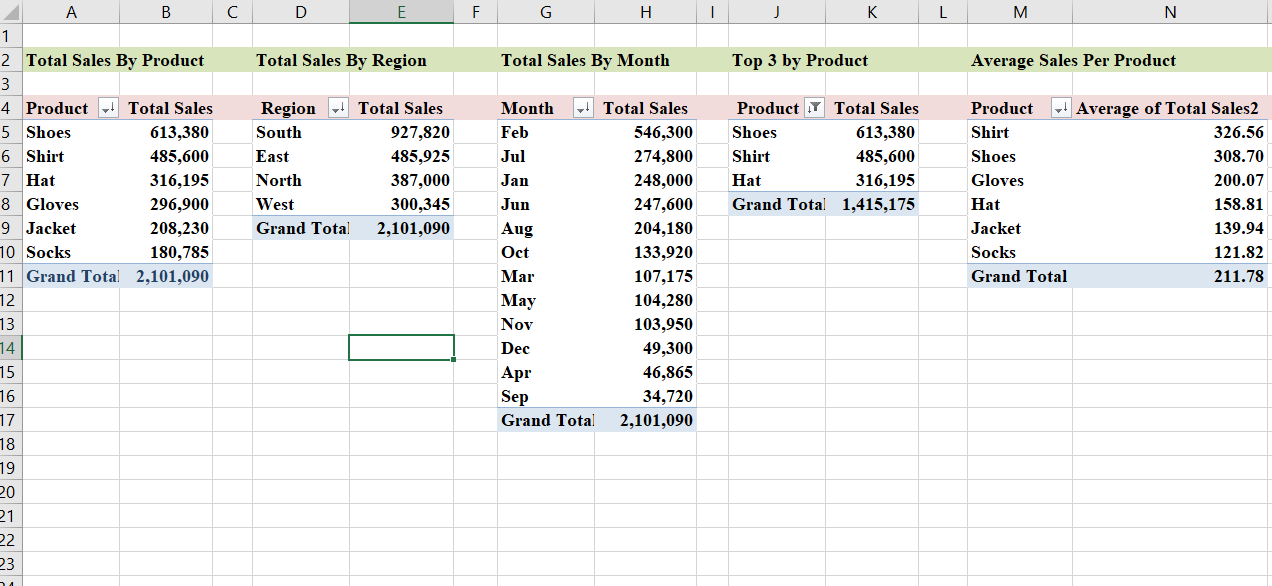 A B C D E F G H I J K L M N
1
2 Total Sales By Product Total Sales By Region Total Sales By Month Top 3 by Product Average Sales Per Product
3
4 Product Total Sales Region Total Sales Month Total Sales Product Total Sales Product Average of Total Sales2
5 Shoes 613,380 South 927,820 Feb 546,300 Shoes 613,380 Shirt 326.56
6 Shirt 485,600 East 485,925 Jul 274,800 Shirt 485,600 Shoes 308.70
7 Hat 316,195 North 387,000 Jan 248,000 Hat 316,195 Gloves 200.07
8 Gloves 296,900 West 300,345 Jun 247,600 Grand Total 1,415,175 Hat 158.81
9 Jacket 208,230 Grand Total 2,101,090 Aug 204,180 Jacket 139.94
10 Socks 180,785 Oct 133,920 Socks 121.82
11 Grand Total 2,101,090 Mar 107,175 Grand Total 211.78
12 May 104,280
13 Nov 103,950
14 Dec 49,300
15 Apr 46,865
16 Sep 34,720
17 Grand Total 2,101,090
18
19
20
21
22
23